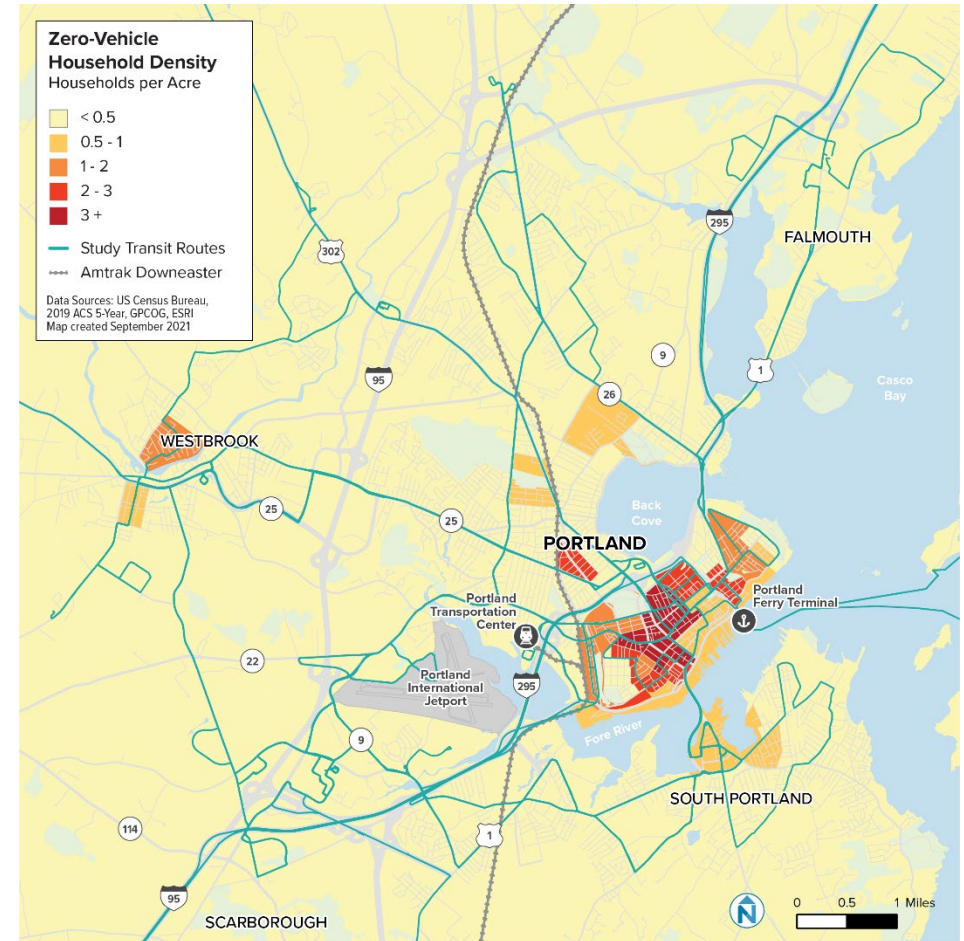 Zero-Vehicle
Household Density
Households per Acre
< 0.5
0.5 - 1
1 - 2
2 - 3
3 +
Study Transit Routes
Amtrak Downeaster
Data Sources: US Census Bureau,
2019 ACS 5-Year, GPCOG, ESRI
Map created September 2021
295
FALMOUTH
302
9
1
95
Casco
Bay
26
WESTBROOK
25
25
Back
Cove
PORTLAND
Portland
Transportation
Center
Portland
Ferry Terminal
22
Portland
International
Jetport
295
Fore River
9
SOUTH PORTLAND
114
1
95
SCARBOROUGH
N
0 0.5 1 Miles